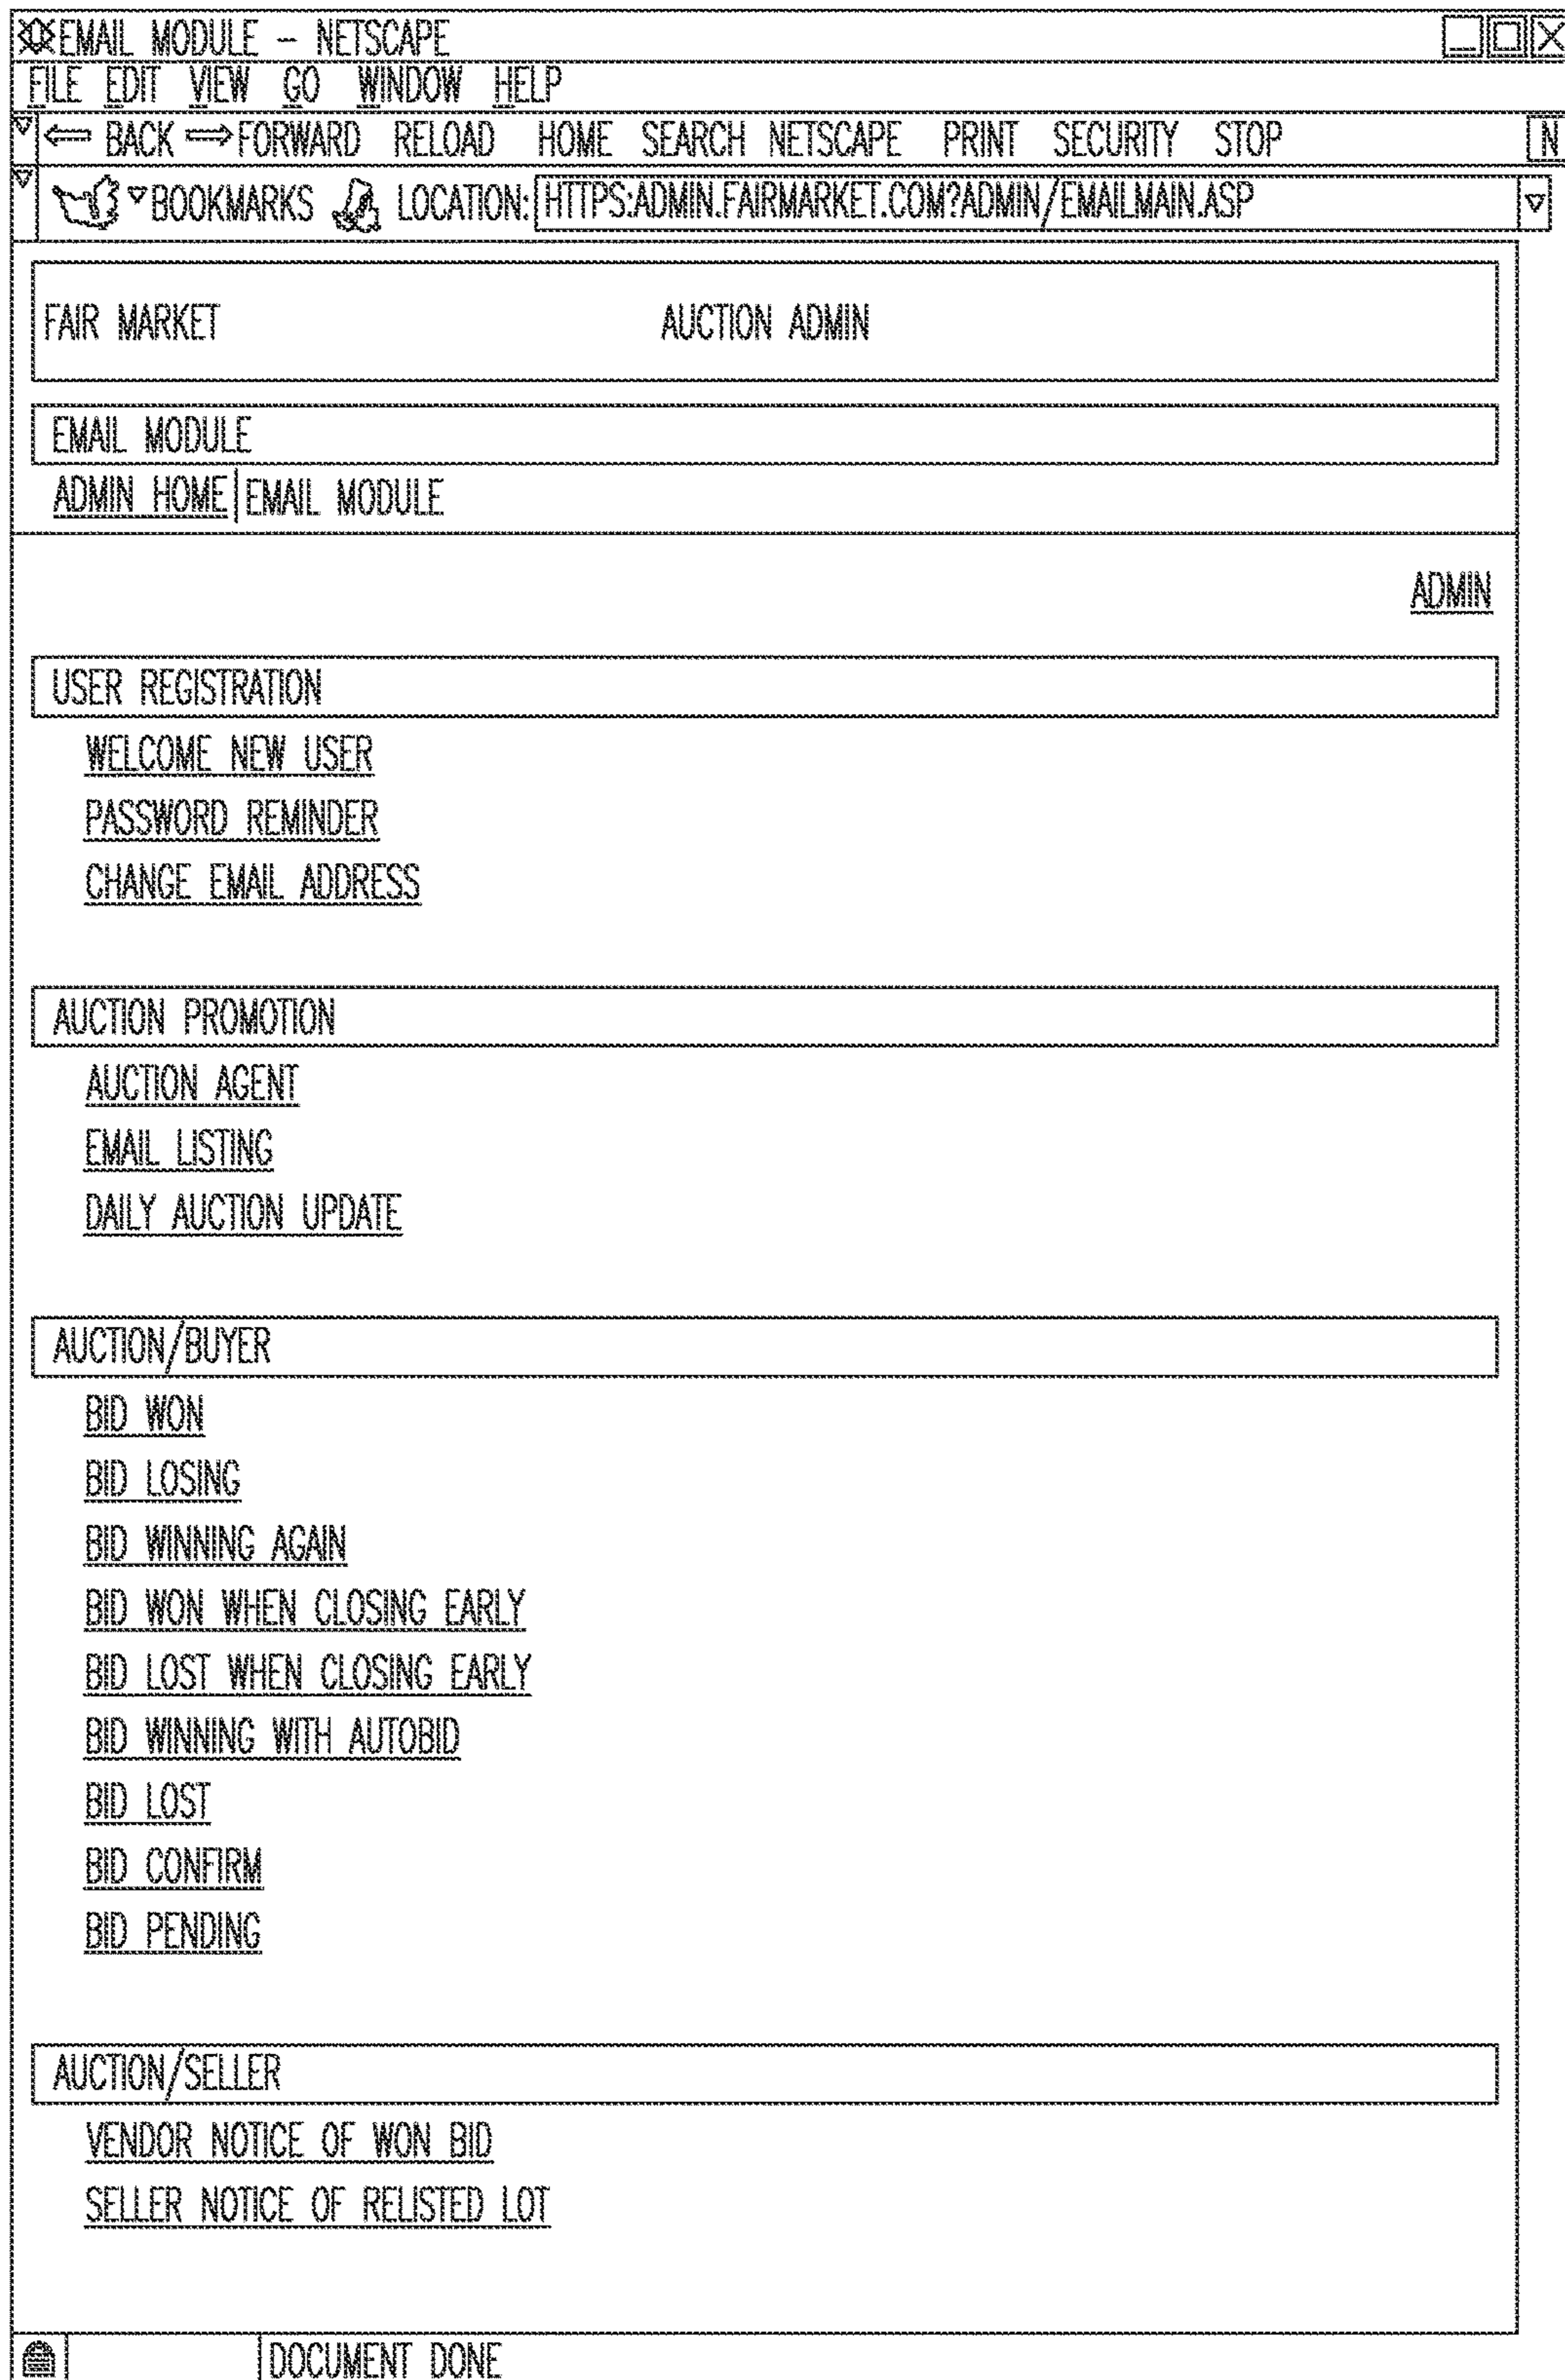 EMAIL MODULE – NETSCAPE
FILE EDIT VIEW GO WINDOW HELP
BACK FORWARD RELOAD HOME SEARCH NETSCAPE PRINT SECURITY STOP N
BOOKMARKS LOCATION: HTTPS:ADMIN.FAIRMARKET.COM?ADMIN/EMAILMAIN.ASP
FAIR MARKET AUCTION ADMIN
EMAIL MODULE
ADMIN HOME EMAIL MODULE
ADMIN
USER REGISTRATION
WELCOME NEW USER
PASSWORD REMINDER
CHANGE EMAIL ADDRESS
AUCTION PROMOTION
AUCTION AGENT
EMAIL LISTING
DAILY AUCTION UPDATE
AUCTION/BUYER
BID WON
BID LOSING
BID WINNING AGAIN
BID WON WHEN CLOSING EARLY
BID LOST WHEN CLOSING EARLY
BID WINNING WITH AUTOBID
BID LOST
BID CONFIRM
BID PENDING
AUCTION/SELLER
VENDOR NOTICE OF WON BID
SELLER NOTICE OF RELISTED LOT
DOCUMENT DONE